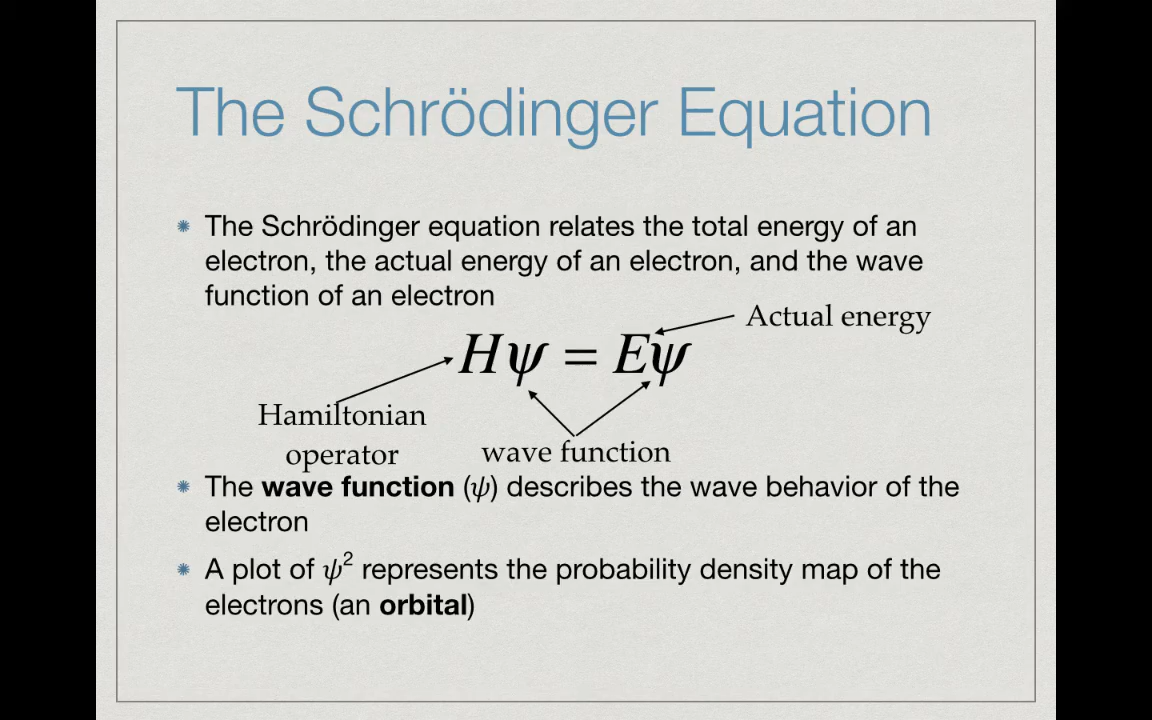 The Schrödinger Equation
The Schrödinger equation relates the total energy of an
electron, the actual energy of an electron, and the wave
function of an electron
Actual energy
Hψ = Eψ
Hamiltonian
operator
wave function
The wave function (ψ) describes the wave behavior of the
electron
A plot of ψ² represents the probability density map of the
electrons (an orbital)